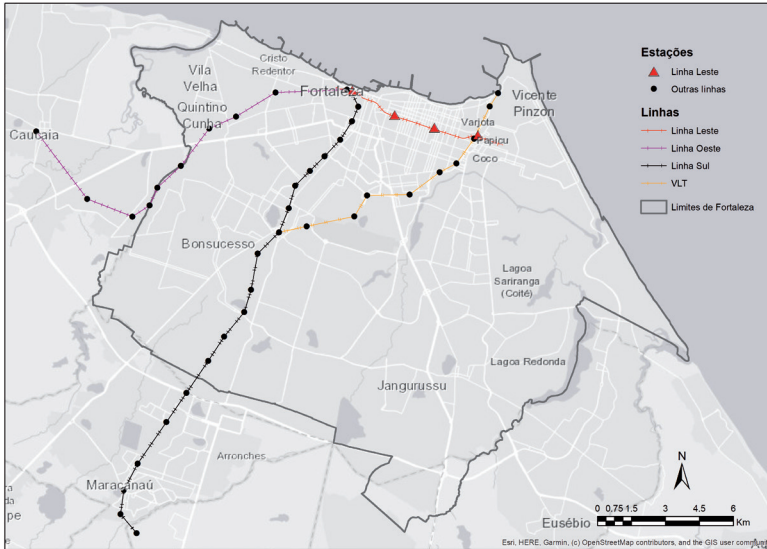 Cristo
Redentor
Vila
Velha
Fortaleza
Vicente
Pinzon
Quintino
Cunha
Caucaia
Varjota
Papicu
Coco
Bonsucesso
Lagoa
Sariranga
(Coité)
Lagoa Redonda
Jangurussu
Arronches
Maracanaú
Eusébio
Estações
Linha Leste
Outras linhas
Linhas
Linha Leste
Linha Oeste
Linha Sul
VLT
Limites de Fortaleza
N
0 0,75 1,5 3 4,5 6
Km
Esri, HERE, Garmin, (c) OpenStreetMap contributors, and the GIS user